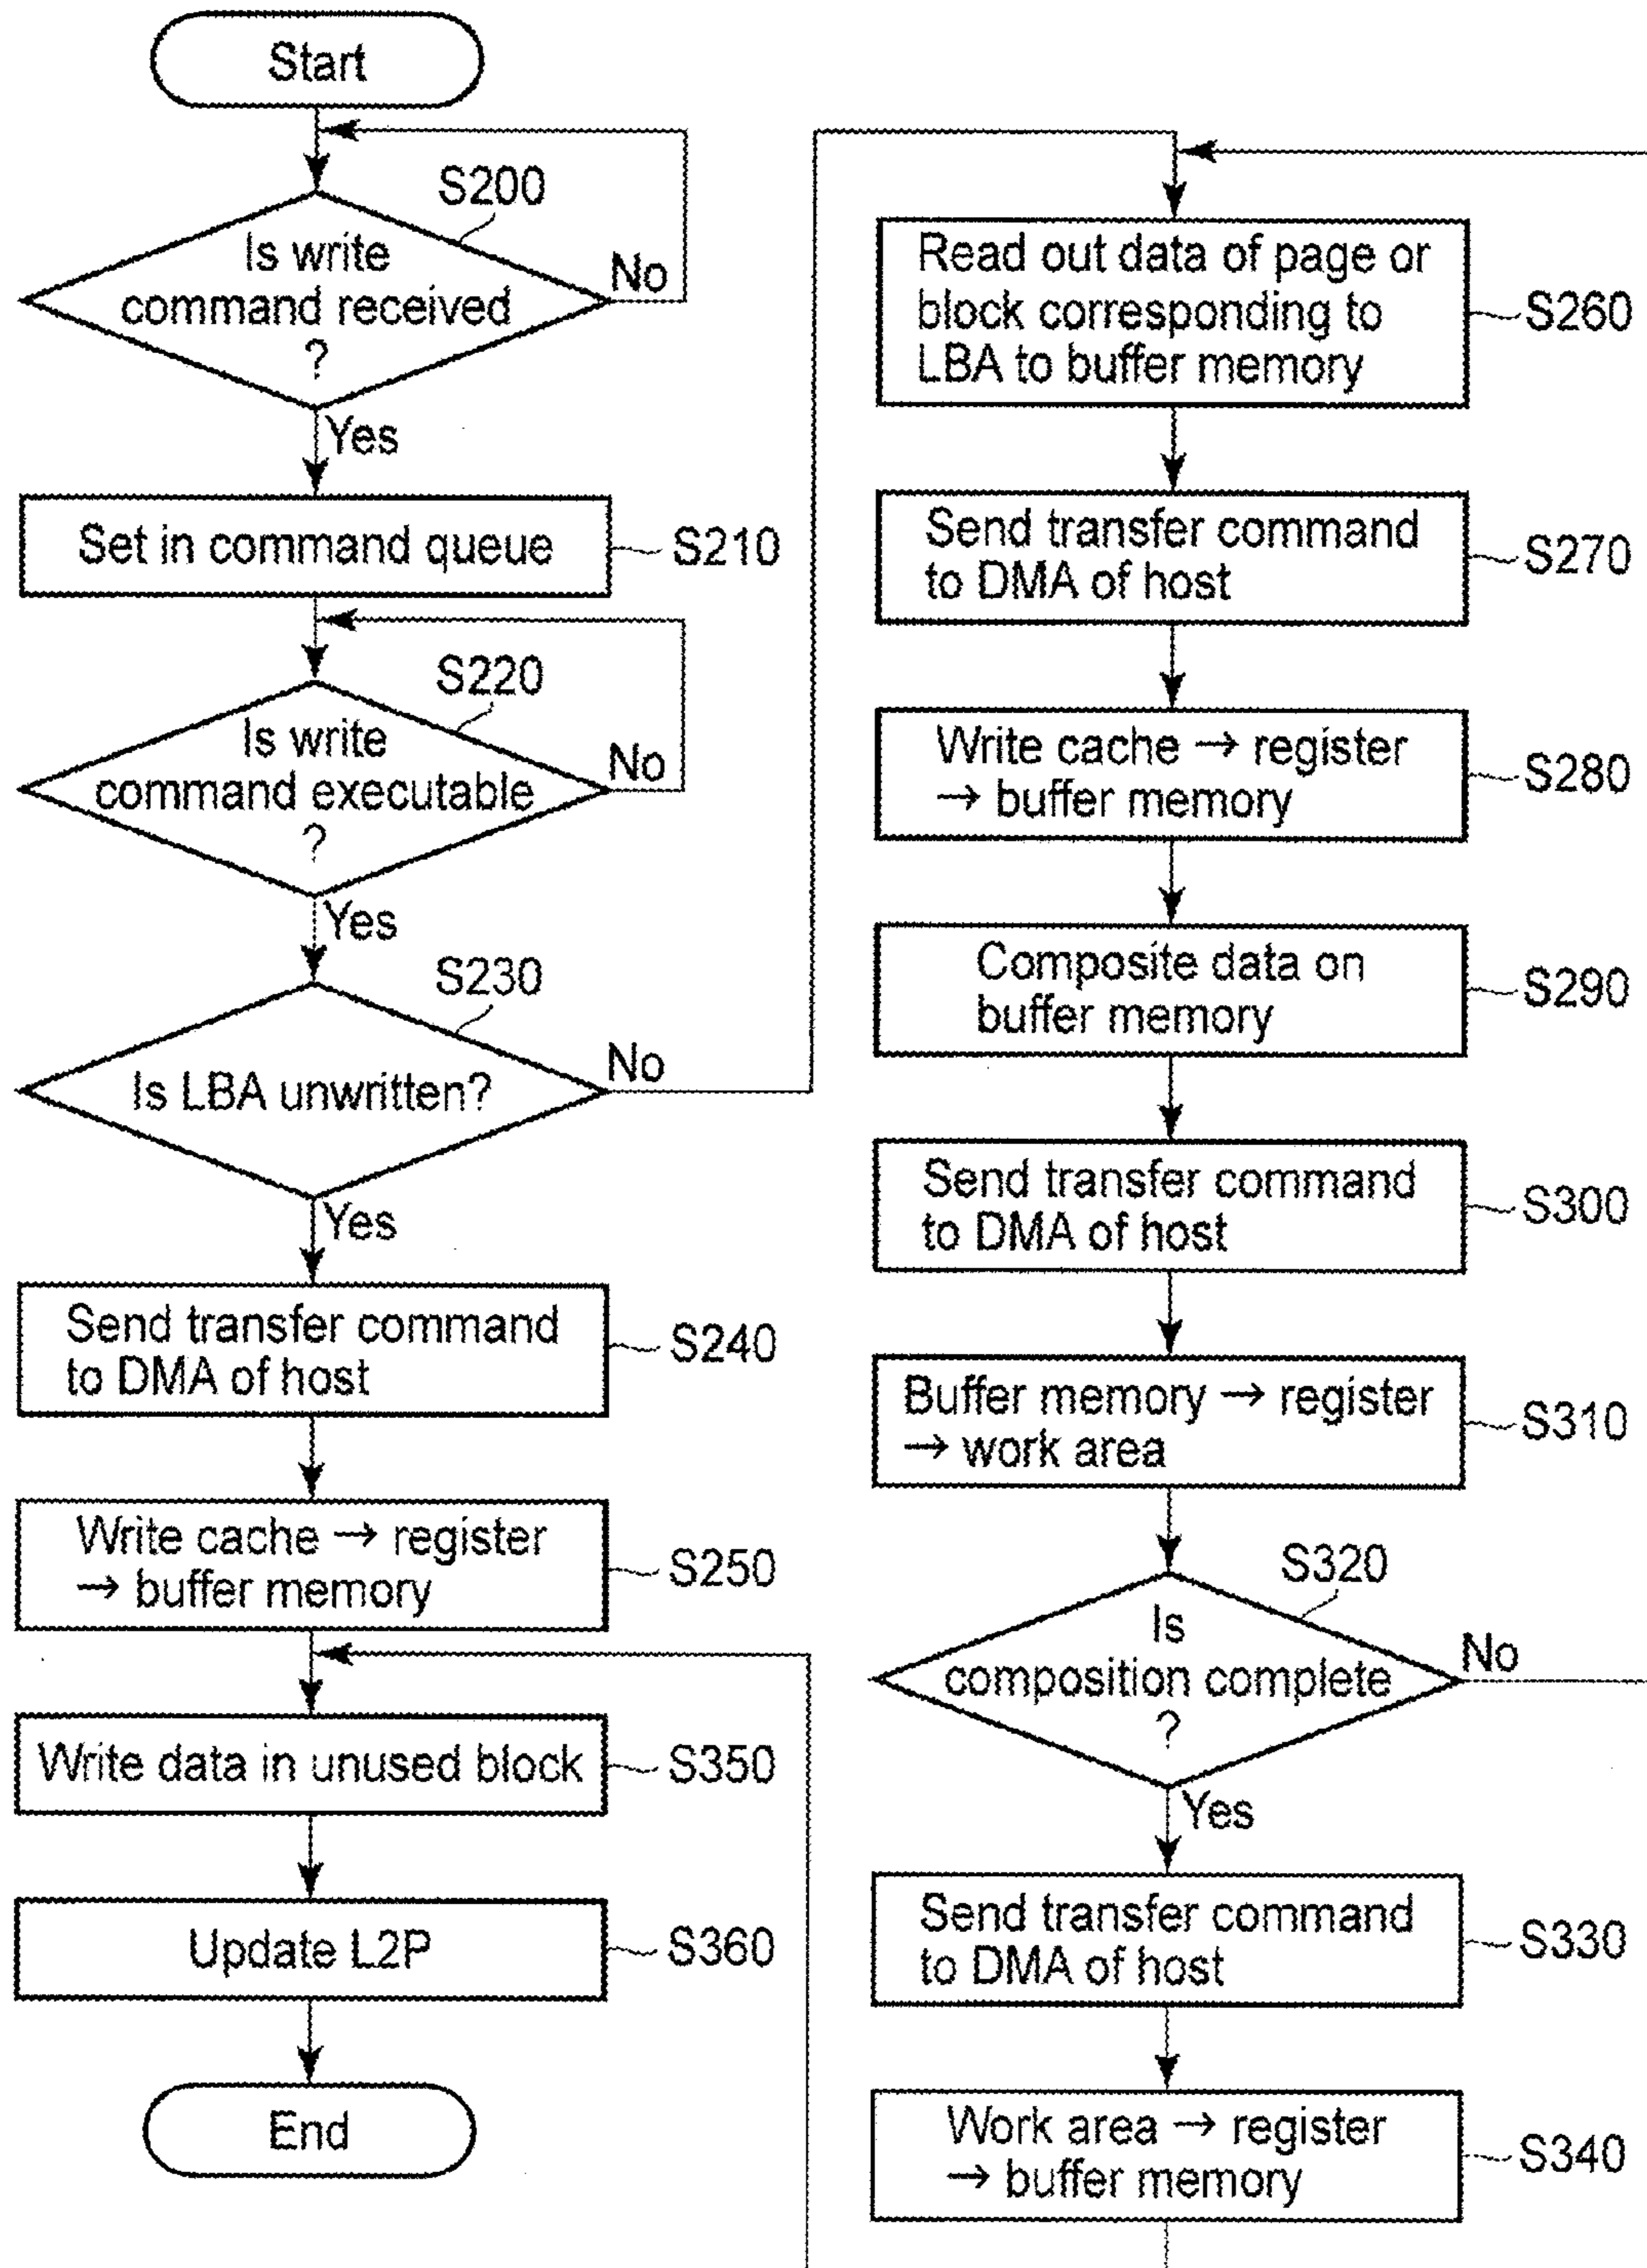 Start
S200
Is write
command received
?
No
Yes
Set in command queue
S210
S220
Is write
command executable
?
No
Yes
S230
Is LBA unwritten?
No
Yes
Send transfer command
to DMA of host
S240
Write cache → register
→ buffer memory
S250
Write data in unused block
S350
Update L2P
S360
End
Read out data of page or
block corresponding to
LBA to buffer memory
S260
Send transfer command
to DMA of host
S270
Write cache → register
→ buffer memory
S280
Composite data on
buffer memory
S290
Send transfer command
to DMA of host
S300
Buffer memory → register
→ work area
S310
S320
Is
composition complete
?
No
Yes
Send transfer command
to DMA of host
S330
Work area → register
→ buffer memory
S340